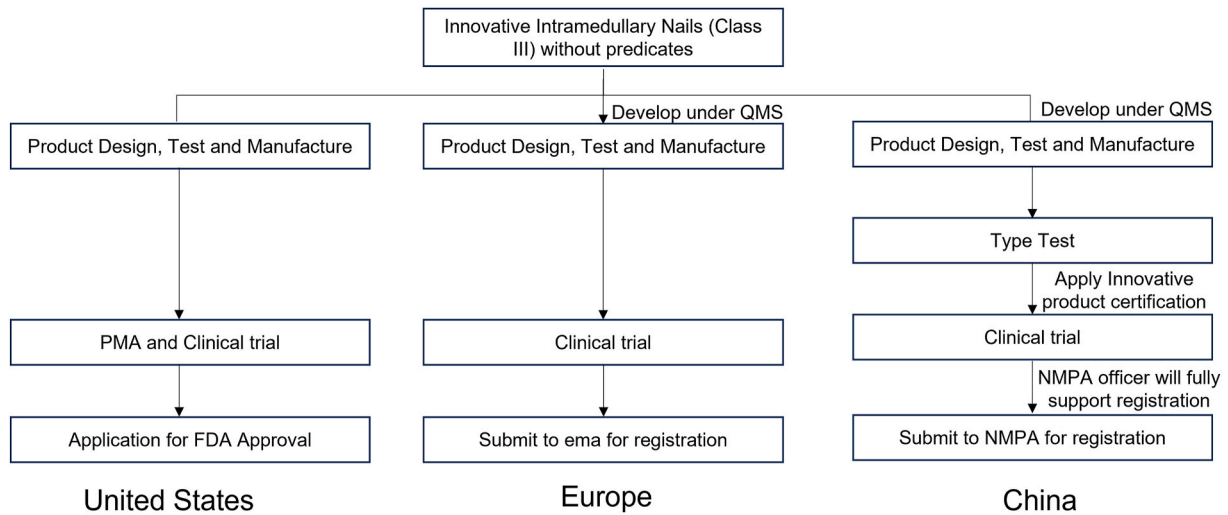 Innovative Intramedullary Nails (Class
III) without predicates
Develop under QMS
Develop under QMS
Product Design, Test and Manufacture
Product Design, Test and Manufacture
Product Design, Test and Manufacture
Type Test
Apply Innovative
product certification
PMA and Clinical trial
Clinical trial
Clinical trial
NMPA officer will fully
support registration
Application for FDA Approval
Submit to ema for registration
Submit to NMPA for registration
United States
Europe
China